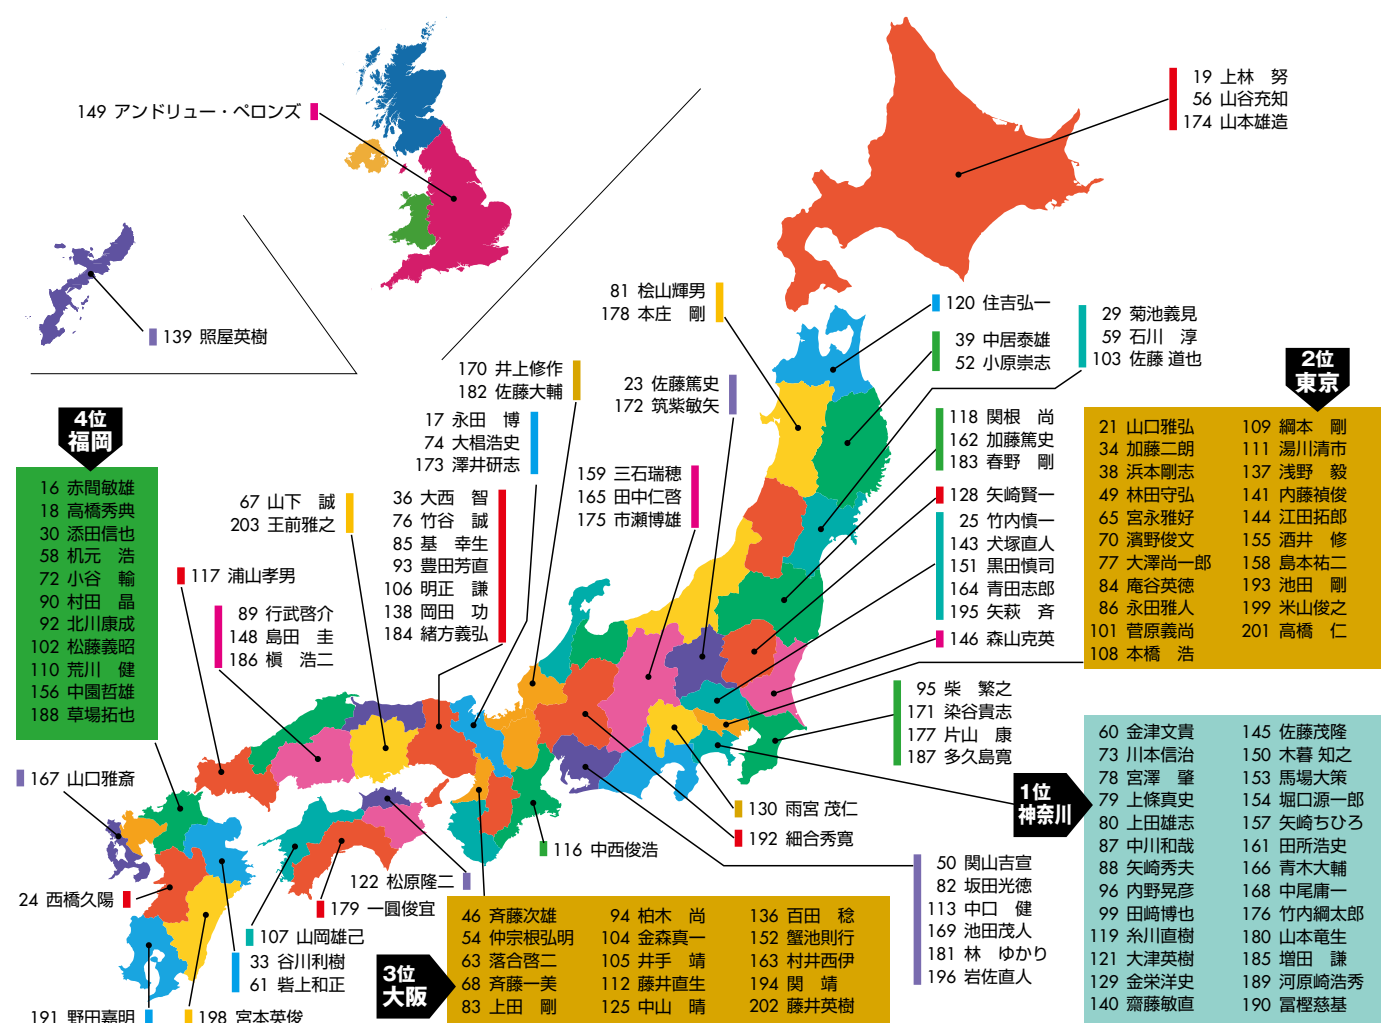 149 アンドリュー・ペロンズ
139 照屋英樹
19 上林　努
56 山谷充知
174 山本雄造
81 桧山輝男
178 本庄　剛
120 住吉弘一
39 中居泰雄
52 小原崇志
29 菊池義見
59 石川　淳
103 佐藤 道也
170 井上修作
182 佐藤大輔
23 佐藤篤史
172 筑紫敏矢
17 永田　博
74 大椙浩史
173 澤井研志
118 関根　尚
162 加藤篤史
183 春野　剛
159 三石瑞穂
165 田中仁啓
175 市瀬博雄
128 矢崎賢一
25 竹内慎一
143 犬塚直人
151 黒田慎司
164 青田志郎
195 矢萩　斉
146 森山克英
67 山下　誠
203 王前雅之
36 大西　智
76 竹谷　誠
85 基　幸生
93 豊田芳直
106 明正　謙
138 岡田　功
184 緒方義弘
117 浦山孝男
89 行武啓介
148 島田　圭
186 槇　浩二
4位
福岡
16 赤間敏雄
18 高橋秀典
30 添田信也
58 机元　浩
72 小谷　輸
90 村田　晶
92 北川康成
102 松藤義昭
110 荒川　健
156 中園哲雄
188 草場拓也
2位
東京
21 山口雅弘
34 加藤二朗
38 浜本剛志
49 林田守弘
65 宮永雅好
70 濱野俊文
77 大澤尚一郎
84 庵谷英徳
86 永田雅人
101 菅原義尚
108 本橋　浩
109 綱本　剛
111 湯川清市
137 浅野　毅
141 内藤禎俊
144 江田拓郎
155 酒井　修
158 島本祐二
193 池田　剛
199 米山俊之
201 高橋　仁
95 柴　繁之
171 染谷貴志
177 片山　康
187 多久島寛
1位
神奈川
60 金津文貴
73 川本信治
78 宮澤　肇
79 上條真史
80 上田雄志
87 中川和哉
88 矢崎秀夫
96 内野晃彦
99 田﨑博也
119 糸川直樹
121 大津英樹
129 金栄洋史
140 齋藤敏直
145 佐藤茂隆
150 木暮 知之
153 馬場大策
154 堀口源一郎
157 矢崎ちひろ
161 田所浩史
166 青木大輔
168 中尾庸一
176 竹内綱太郎
180 山本竜生
185 増田　謙
189 河原崎浩秀
190 冨樫慈基
130 雨宮 茂仁
192 細合秀寛
116 中西俊浩
50 関山吉宣
82 坂田光徳
113 中口　健
169 池田茂人
181 林　ゆかり
196 岩佐直人
167 山口雅斎
24 西橋久陽
122 松原隆二
179 一圓俊宜
107 山岡雄己
33 谷川利樹
61 砦上和正
191 野田嘉明
198 宮本英俊
3位
大阪
46 斉藤次雄
54 仲宗根弘明
63 落合啓二
68 斉藤一美
83 上田　剛
94 柏木　尚
104 金森真一
105 井手　靖
112 藤井直生
125 中山　晴
136 百田　稔
152 蟹池則行
163 村井西伊
194 関　靖
202 藤井英樹